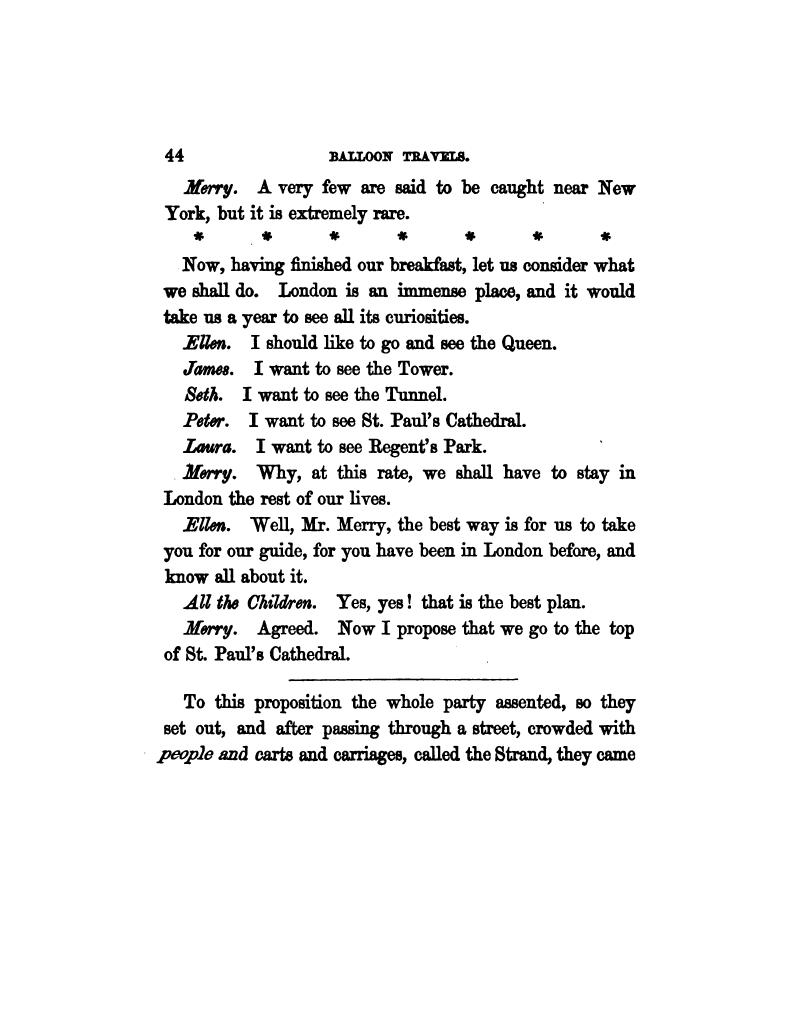 44 BALLOON TRAVELS.
Merry. A very few are said to be caught near New
York, but it is extremely rare.
* * * * * * *
Now, having finished our breakfast, let us consider what
we shall do. London is an immense place, and it would
take us a year to see all its curiosities.
Ellen. I should like to go and see the Queen.
James. I want to see the Tower.
Seth. I want to see the Tunnel.
Peter. I want to see St. Paul's Cathedral.
Laura. I want to see Regent's Park.
Merry. Why, at this rate, we shall have to stay in
London the rest of our lives.
Ellen. Well, Mr. Merry, the best way is for us to take
you for our guide, for you have been in London before, and
know all about it.
All the Children. Yes, yes! that is the best plan.
Merry. Agreed. Now I propose that we go to the top
of St. Paul's Cathedral.
To this proposition the whole party assented, so they
set out, and after passing through a street, crowded with
people and carts and carriages, called the Strand, they came